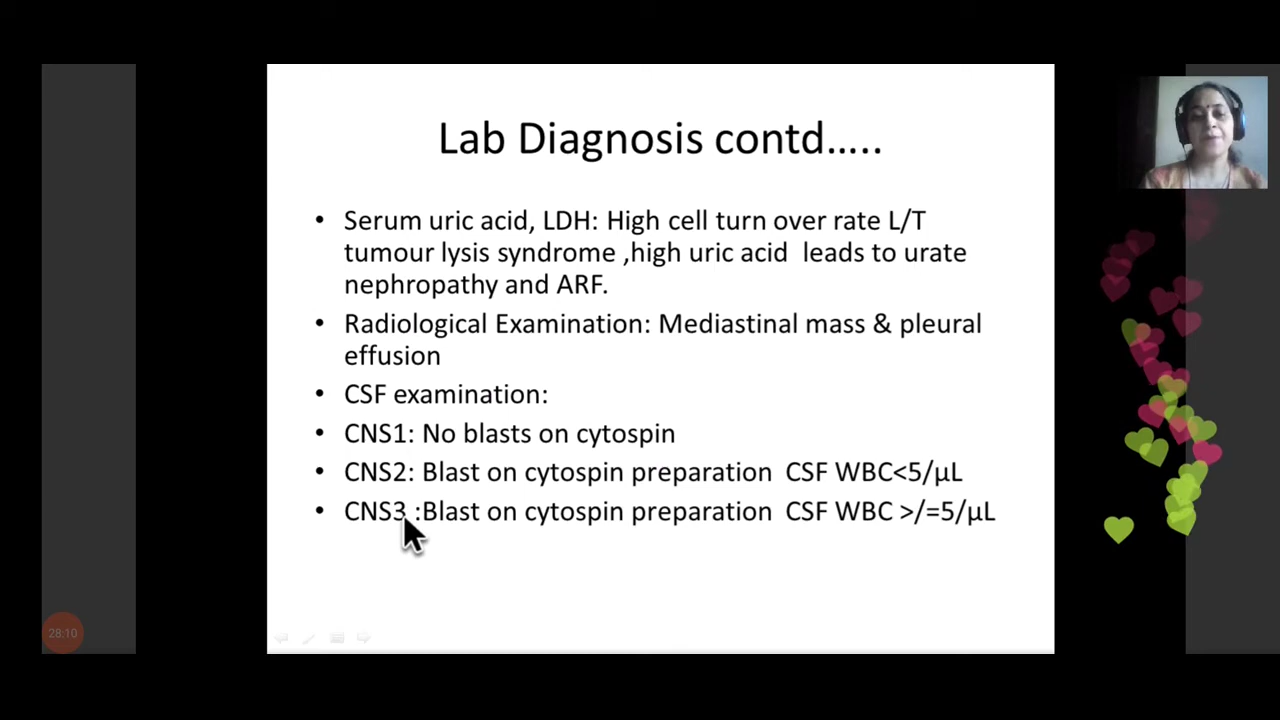 Lab Diagnosis contd…..
• Serum uric acid, LDH: High cell turn over rate L/T
tumour lysis syndrome ,high uric acid  leads to urate
nephropathy and ARF.
• Radiological Examination: Mediastinal mass & pleural
effusion
• CSF examination:
• CNS1: No blasts on cytospin
• CNS2: Blast on cytospin preparation  CSF WBC<5/μL
• CNS3 :Blast on cytospin preparation  CSF WBC >/=5/μL
28:10